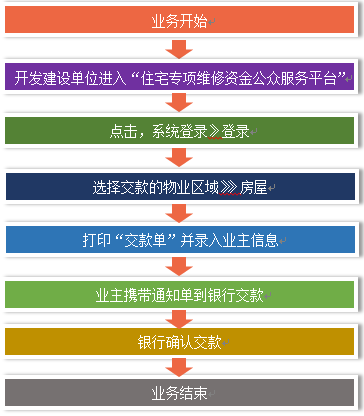 业务开始
开发建设单位进入“住宅专项维修资金公众服务平台”
点击，系统登录》登录
选择交款的物业区域》》》房屋
打印“交款单”并录入业主信息
业主携带通知单到银行交款
银行确认交款
业务结束